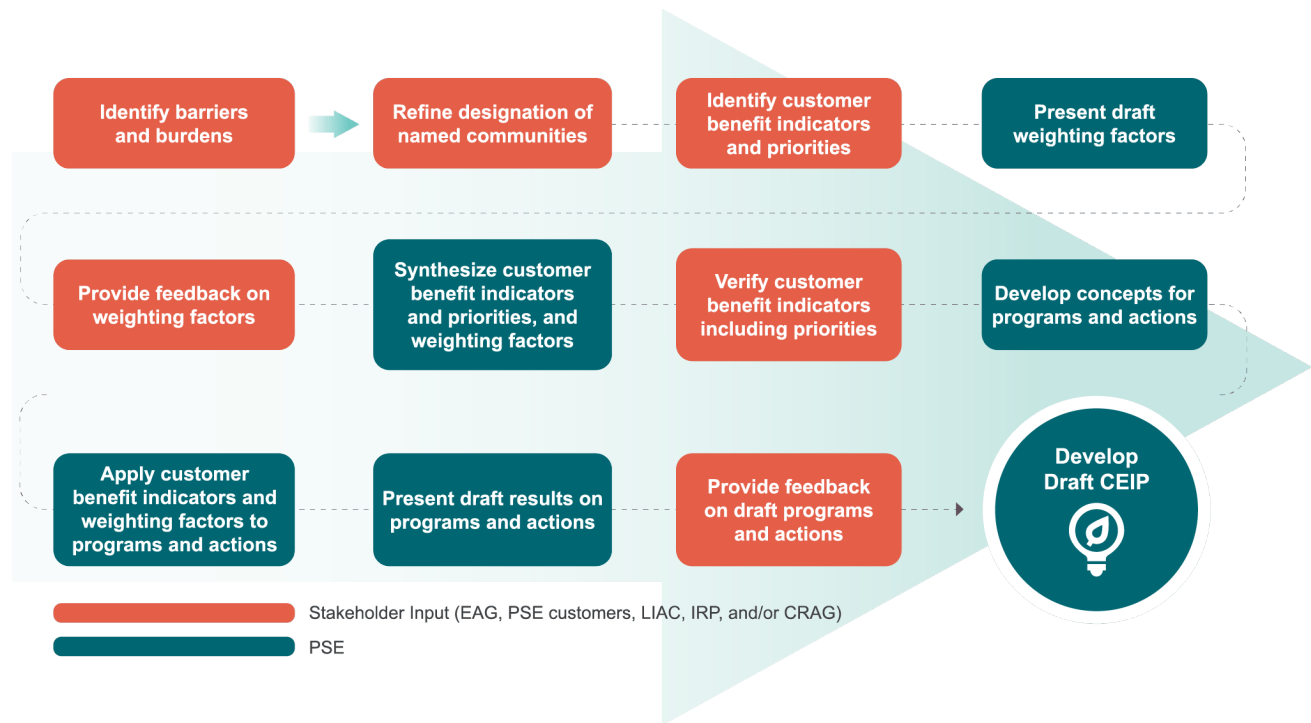 Identify barriers
and burdens
Refine designation of
named communities
Identify customer
benefit indicators
and priorities
Present draft
weighting factors
Provide feedback on
weighting factors
Synthesize customer
benefit indicators
and priorities, and
weighting factors
Verify customer
benefit indicators
including priorities
Develop concepts for
programs and actions
Apply customer
benefit indicators and
weighting factors to
programs and actions
Present draft results on
programs and actions
Provide feedback
on draft programs
and actions
Develop
Draft CEIP
Stakeholder Input (EAG, PSE customers, LIAC, IRP, and/or CRAG)
PSE